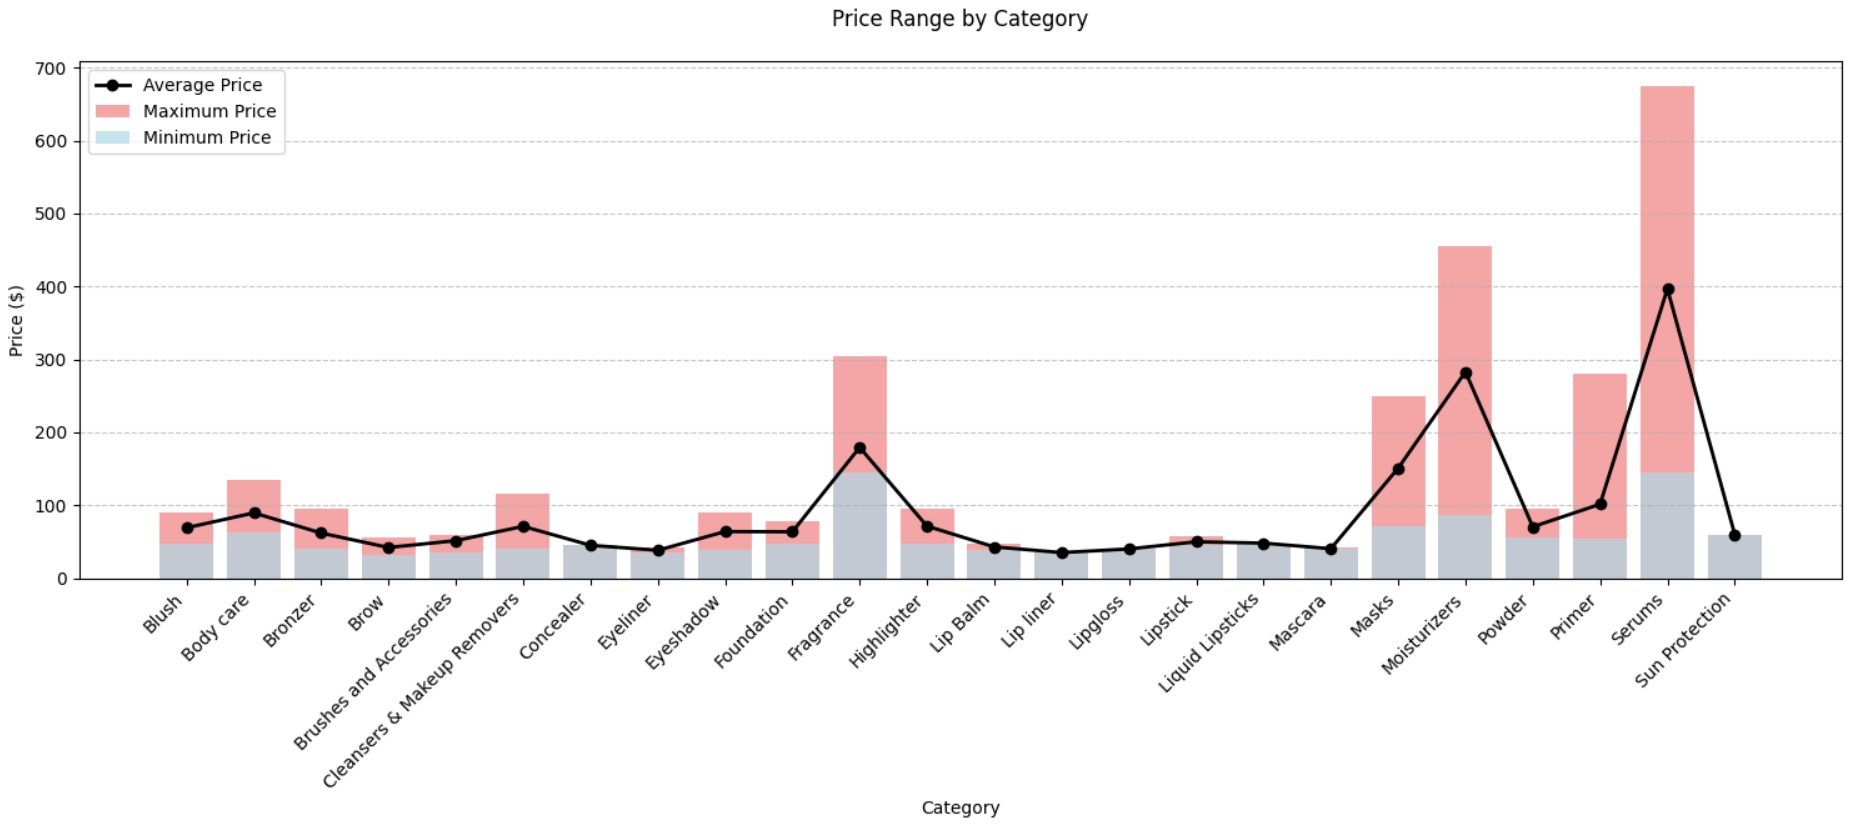 Price Range by Category
Average Price
Maximum Price
Minimum Price
Price ($)
700
600
500
400
300
200
100
0
Blush
Body care
Bronzer
Brow
Brushes and Accessories
Cleansers & Makeup Removers
Concealer
Eyeliner
Eyeshadow
Foundation
Fragrance
Highlighter
Lip Balm
Lip liner
Lipgloss
Lipstick
Liquid Lipsticks
Mascara
Masks
Moisturizers
Powder
Primer
Serums
Sun Protection
Category